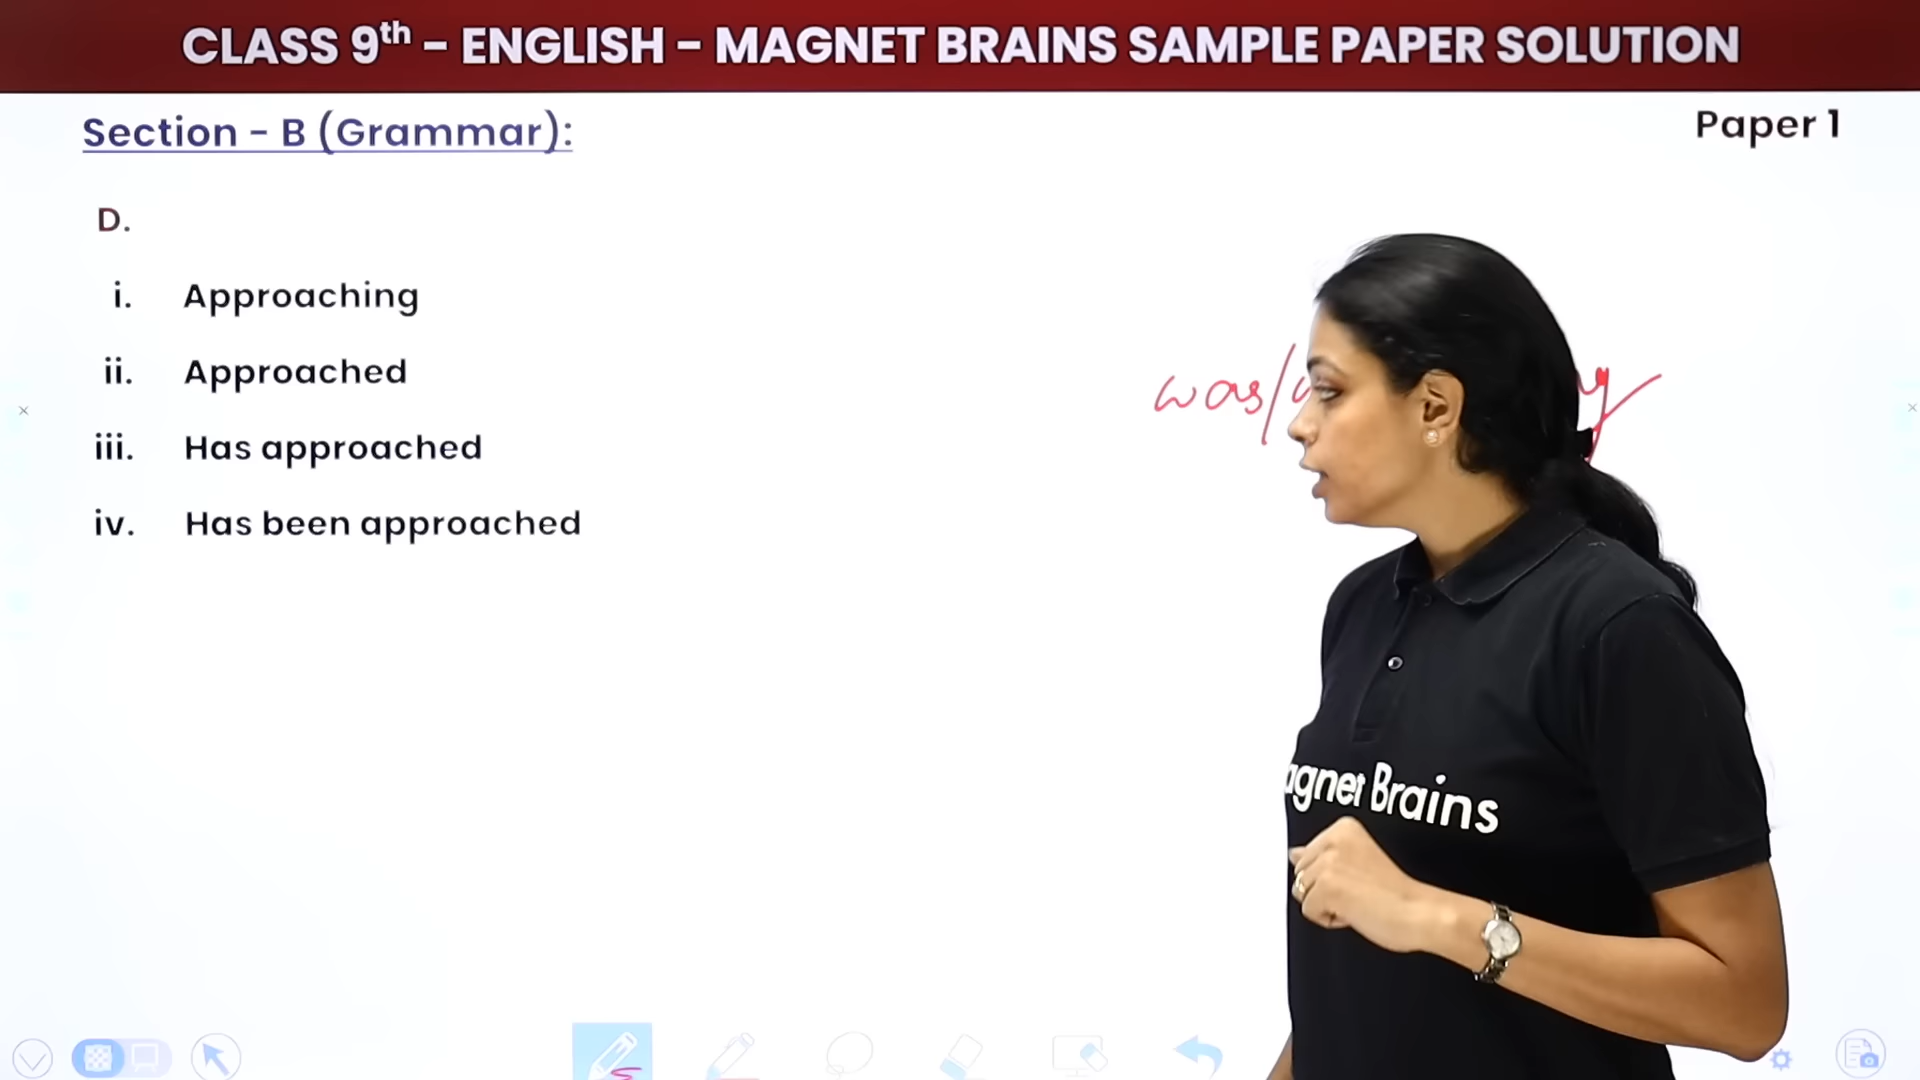 CLASS 9th – ENGLISH – MAGNET BRAINS SAMPLE PAPER SOLUTION
Section - B (Grammar):
Paper 1
D.
i. Approaching
ii. Approached
iii. Has approached
iv. Has been approached
was/
agnet Brains